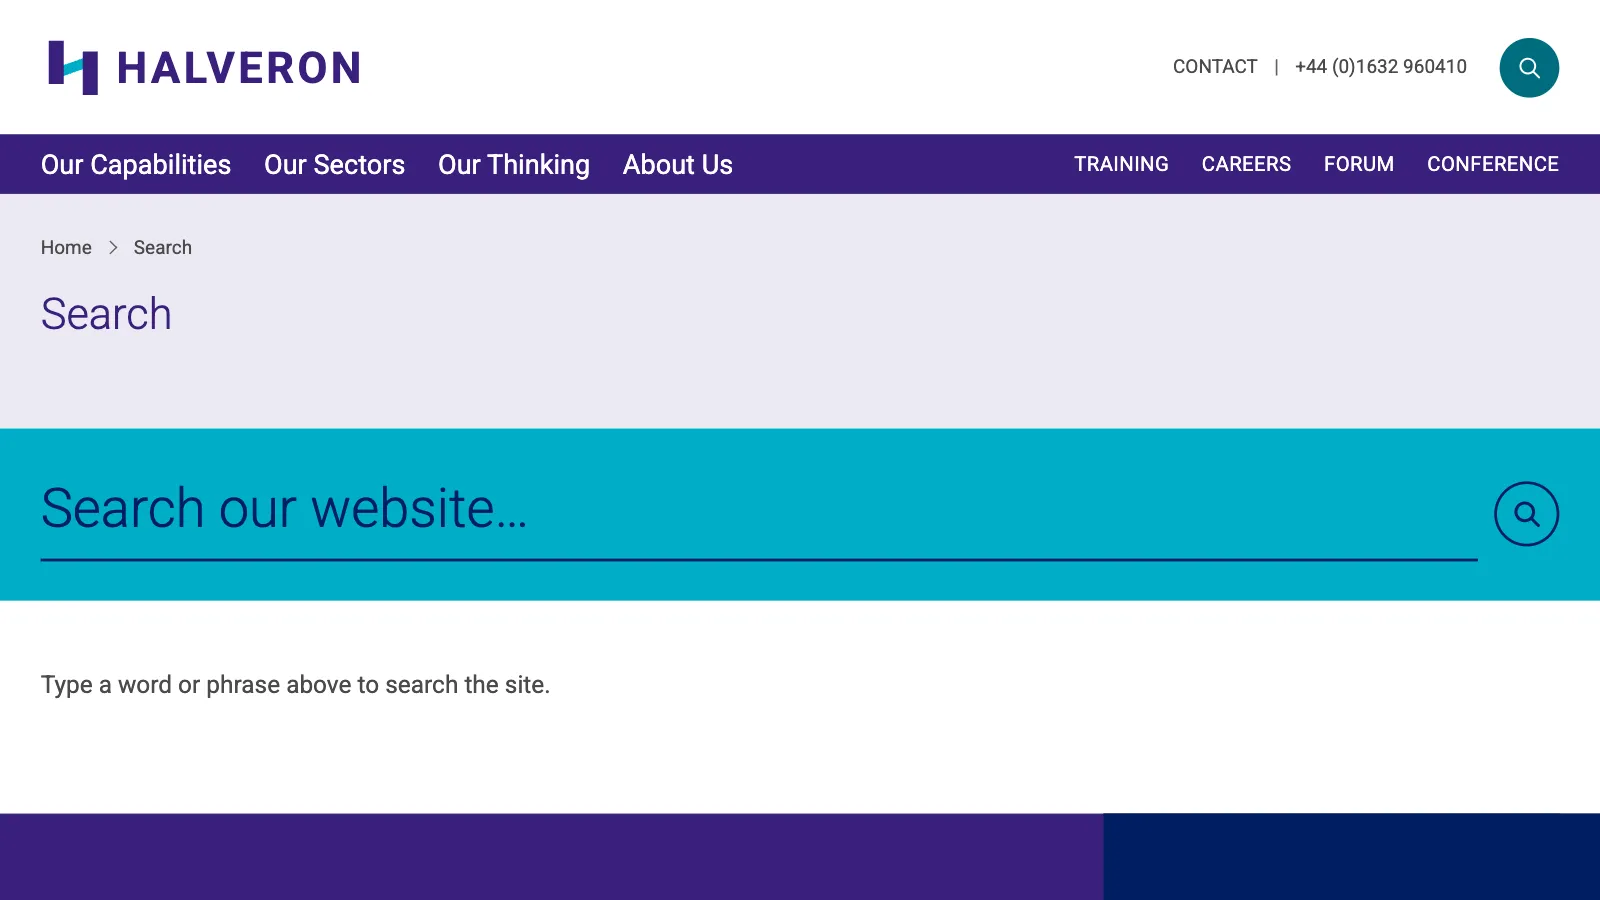 HALVERON
CONTACT | +44 (0)1632 960410
Our Capabilities Our Sectors Our Thinking About Us TRAINING CAREERS FORUM CONFERENCE
Home > Search
Search
Search our website...
Type a word or phrase above to search the site.